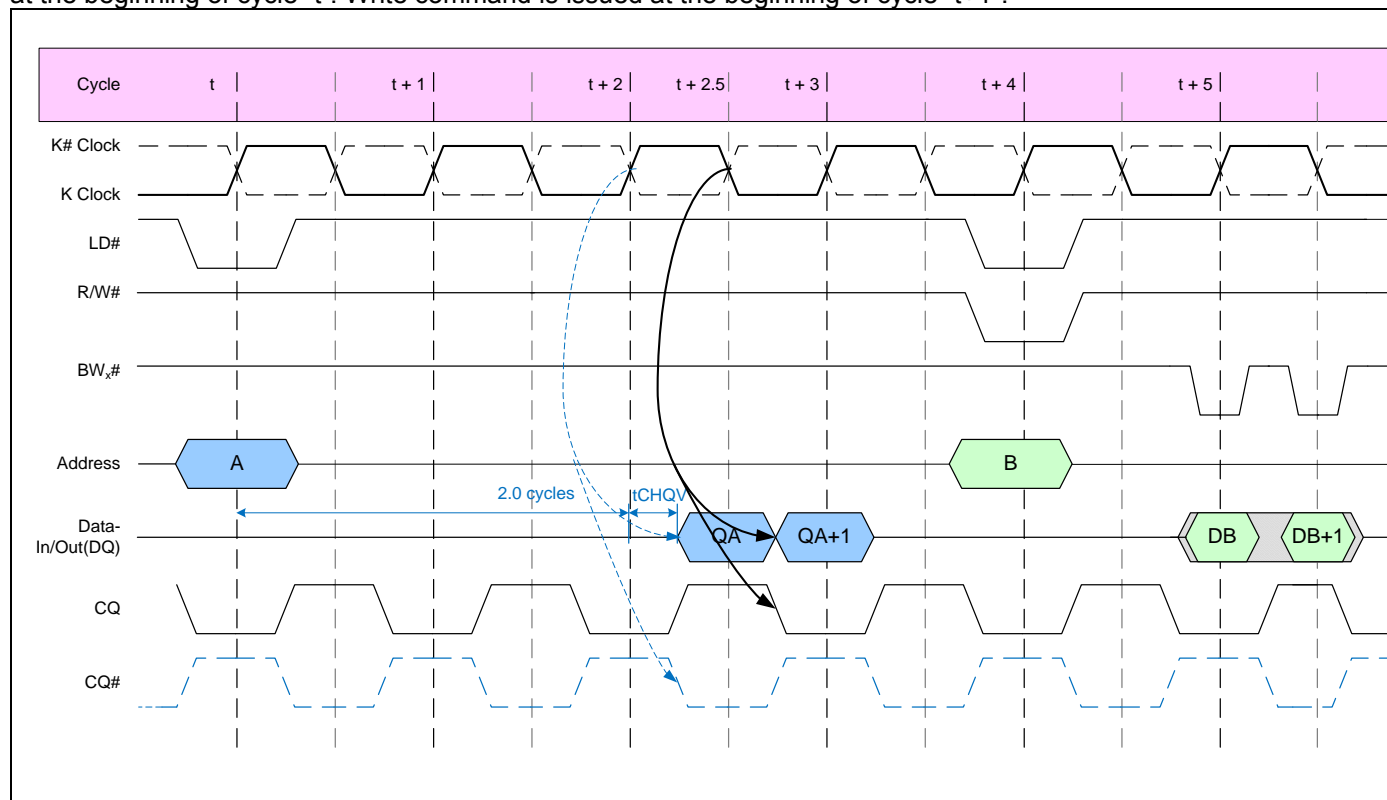 at the beginning of cycle "t". Write command is issued at the beginning of cycle "t+4".
Cycle t t + 1 t + 2 t + 2.5 t + 3 t + 4 t + 5
K# Clock
K Clock
LD#
R/W#
BWx#
Address A B
2.0 cycles tCHQV
Data-
In/Out(DQ) QA QA+1 DB DB+1
CQ
CQ#